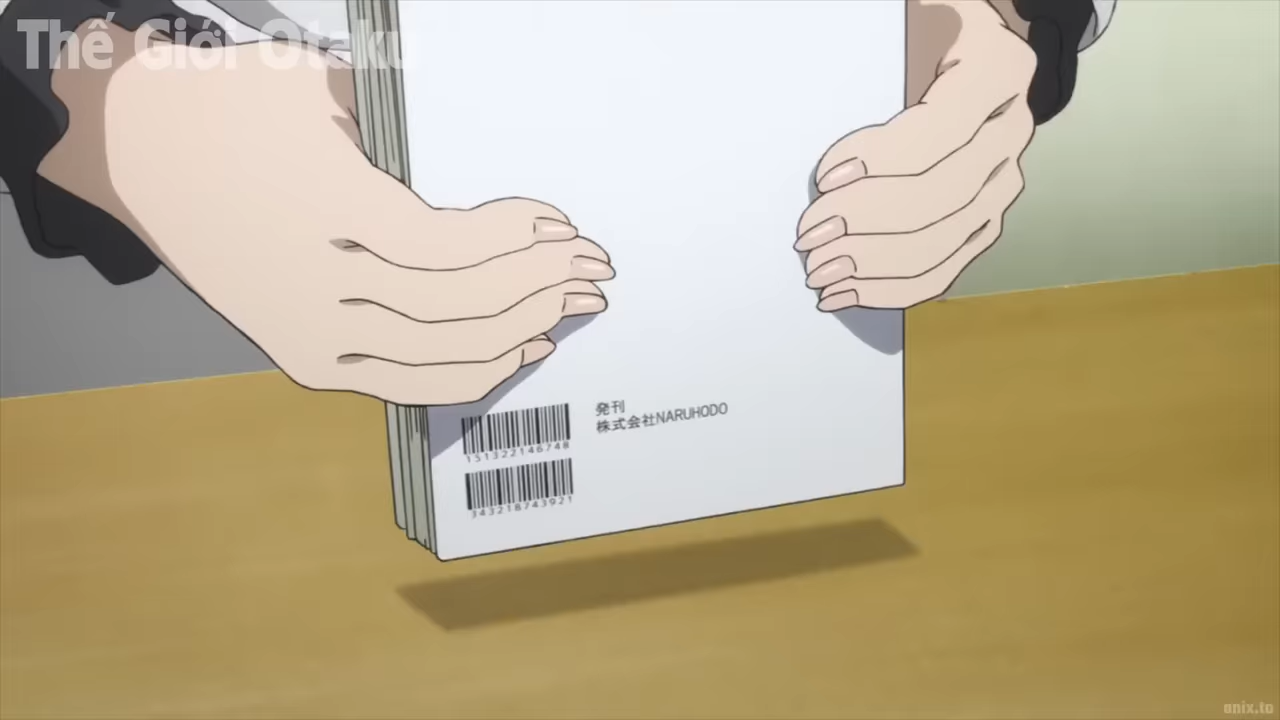 Thế Giới Otaku
発刊
株式会社NARUHODO
151322146748
343218743921
anix.to